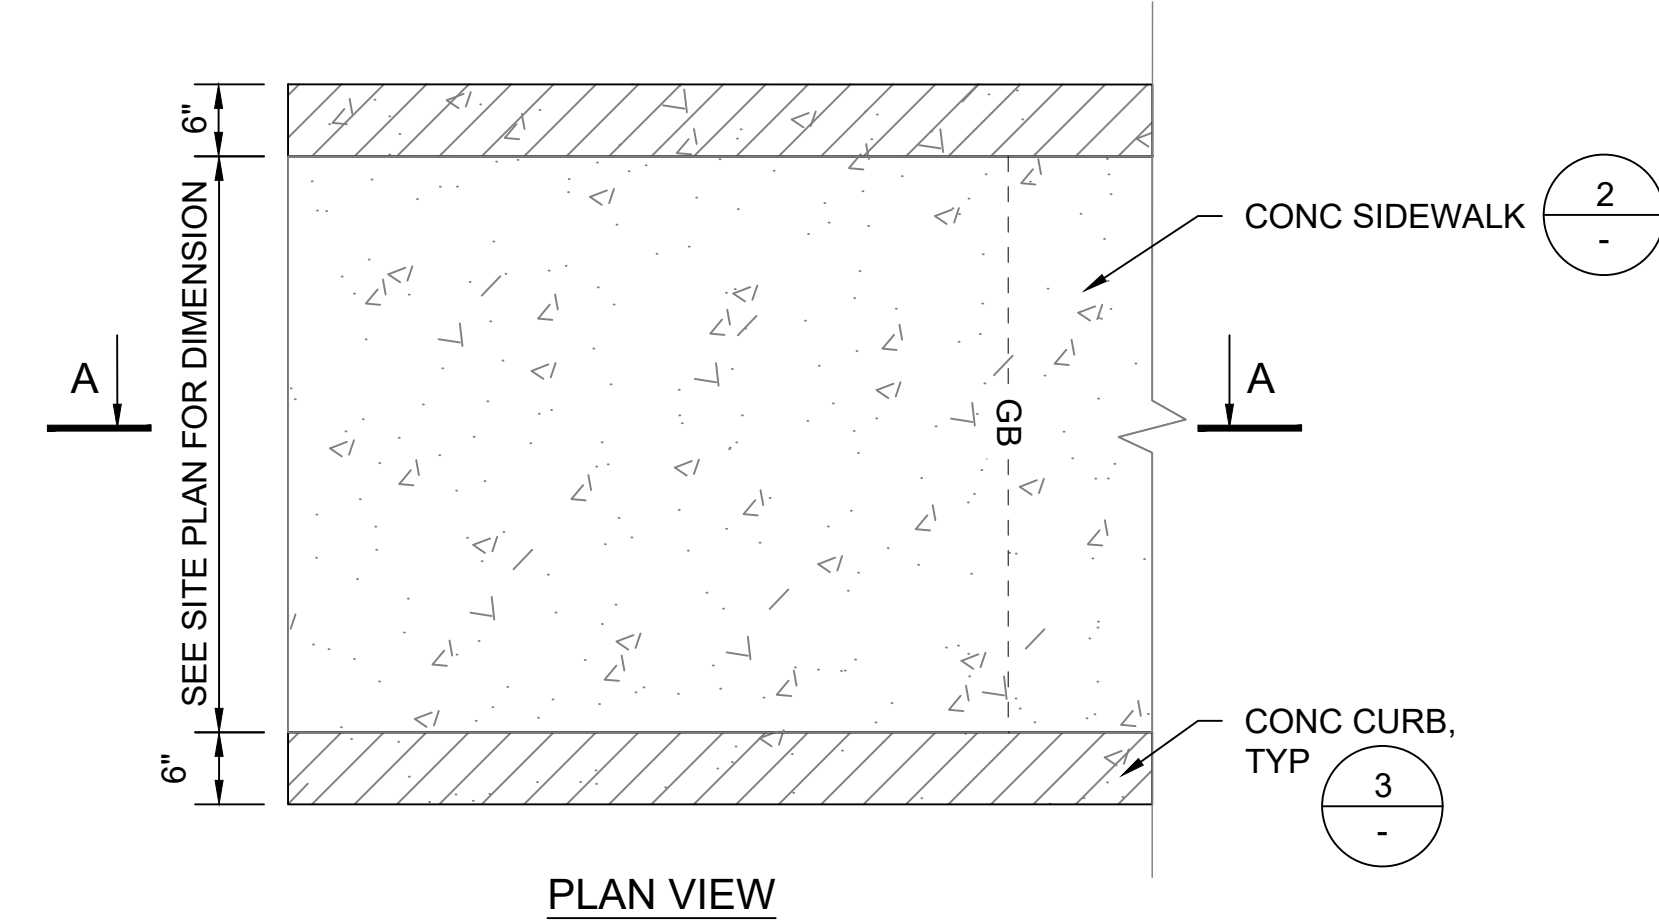 6"
SEE SITE PLAN FOR DIMENSION
6"
A
A
GB
CONC SIDEWALK
2
-
CONC CURB,
TYP
3
-
PLAN VIEW